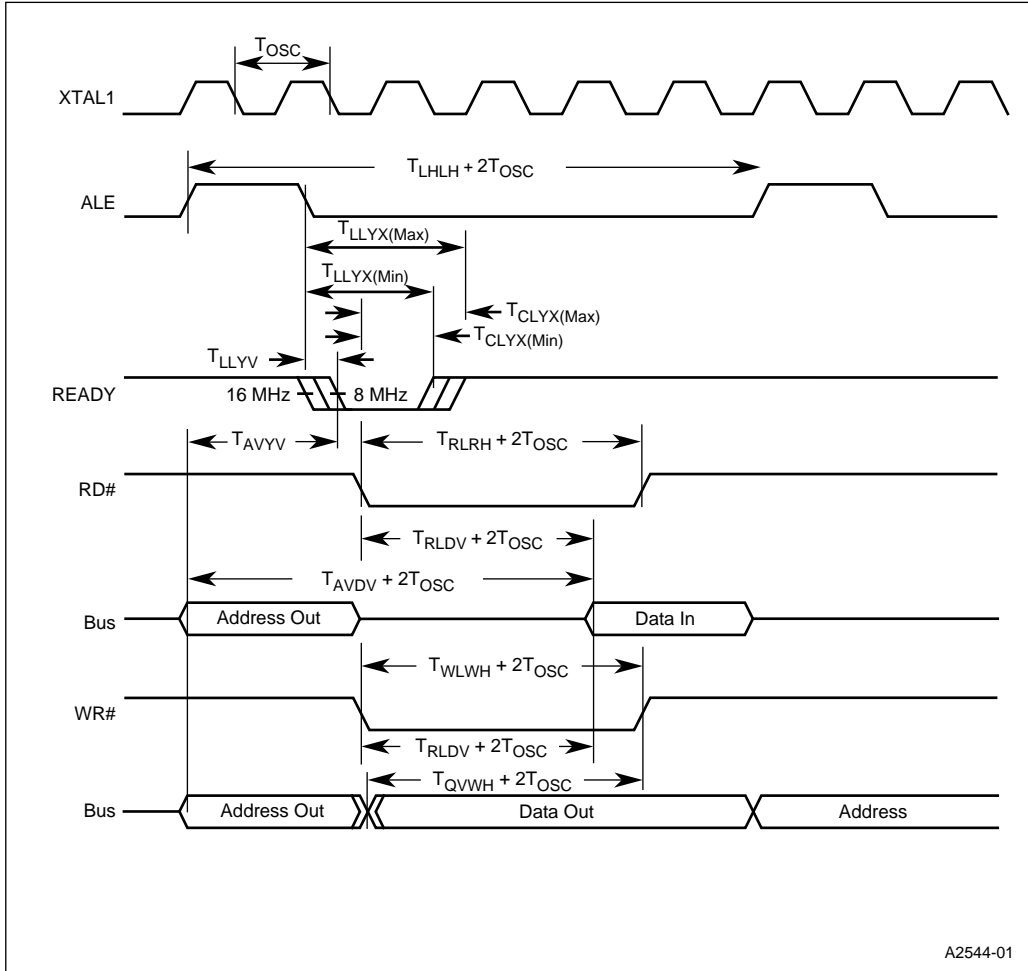 TOSC
XTAL1
TLHLH + 2TOSC
ALE
TLLYX(Max)
TLLYX(Min)
TCLYX(Max)
TCLYX(Min)
TLLYV
READY
16 MHz
8 MHz
TAVYV
TRLRH + 2TOSC
RD#
TRLDV + 2TOSC
TAVDV + 2TOSC
Bus
Address Out
Data In
TWLWH + 2TOSC
WR#
TRLDV + 2TOSC
TQVWH + 2TOSC
Bus
Address Out
Data Out
Address
A2544-01